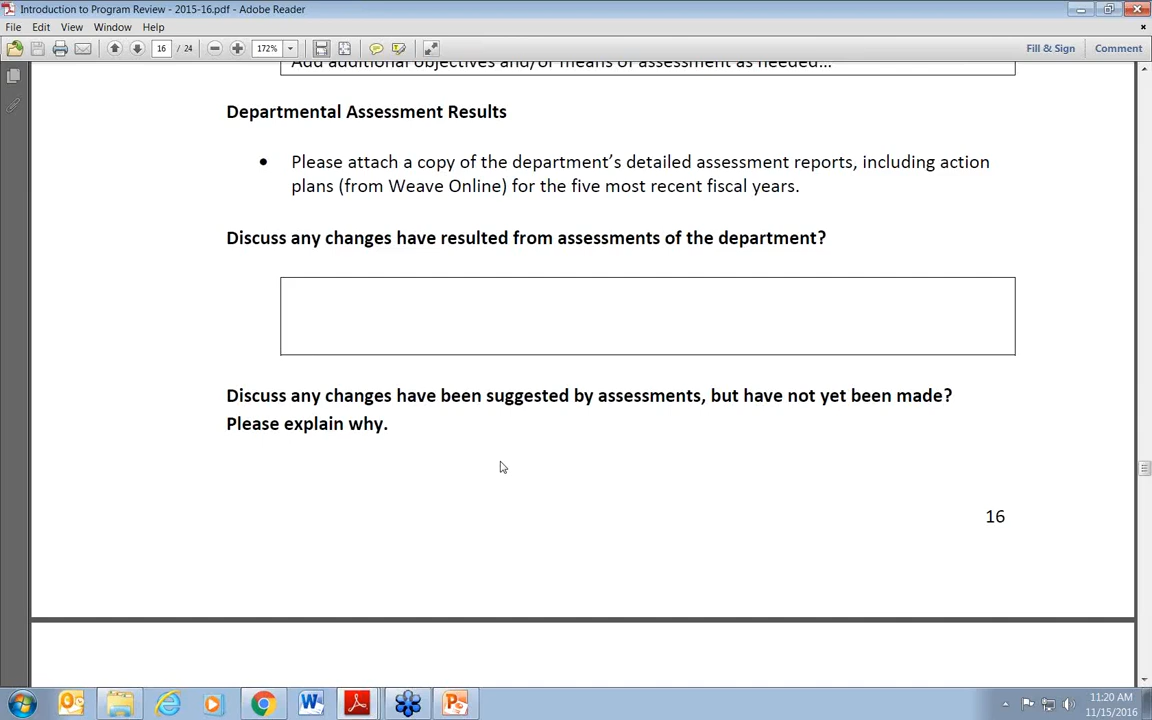 Introduction to Program Review - 2015-16.pdf - Adobe Reader
File Edit View Window Help
16 / 24 172% Fill & Sign Comment
Add additional objectives and/or means of assessment as needed...
Departmental Assessment Results
• Please attach a copy of the department's detailed assessment reports, including action
plans (from Weave Online) for the five most recent fiscal years.
Discuss any changes have resulted from assessments of the department?
Discuss any changes have been suggested by assessments, but have not yet been made?
Please explain why.
16
11:20 AM
11/15/2016